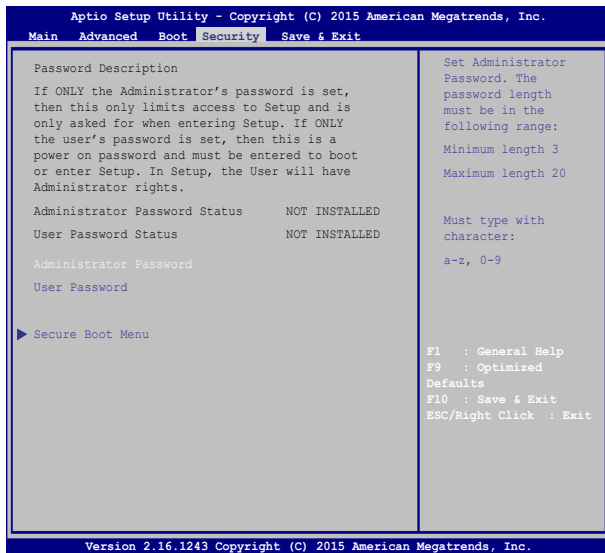 Aptio Setup Utility - Copyright (C) 2015 American Megatrends, Inc.
Main Advanced Boot Security Save & Exit
Password Description
If ONLY the Administrator's password is set,
then this only limits access to Setup and is
only asked for when entering Setup. If ONLY
the user's password is set, then this is a
power on password and must be entered to boot
or enter Setup. In Setup, the User will have
Administrator rights.
Administrator Password Status NOT INSTALLED
User Password Status NOT INSTALLED
Administrator Password
User Password
Secure Boot Menu
Set Administrator
Password. The
password length
must be in the
following range:
Minimum length 3
Maximum length 20
Must type with
character:
a-z, 0-9
F1 : General Help
F9 : Optimized
Defaults
F10 : Save & Exit
ESC/Right Click : Exit
Version 2.16.1243 Copyright (C) 2015 American Megatrends, Inc.